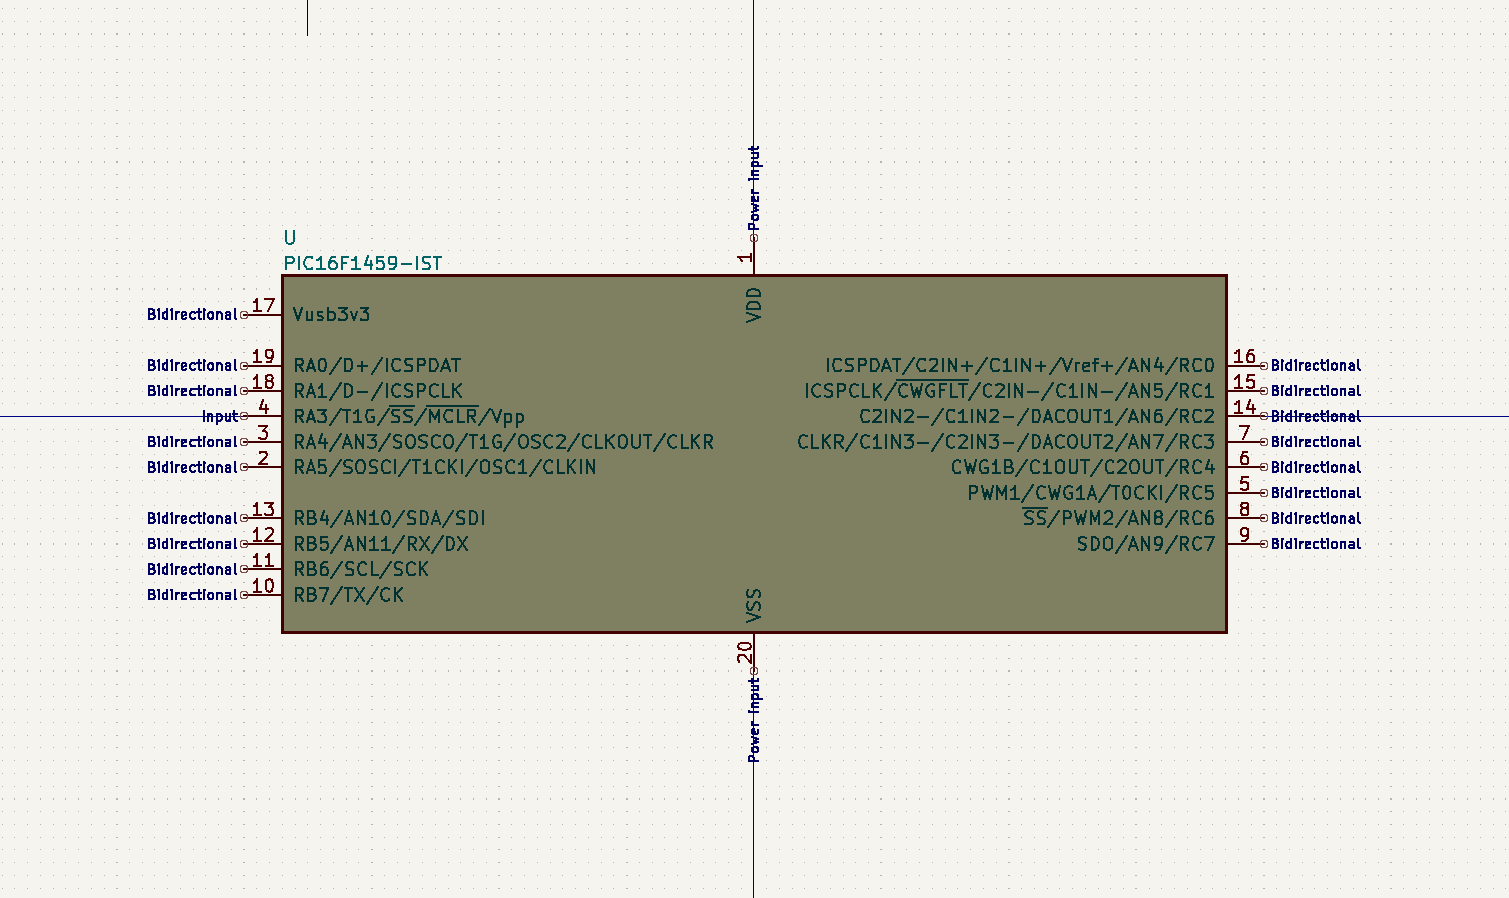 Power Input
1
VDD
U
PIC16F1459-IST
Bidirectional 17 Vusb3v3
Bidirectional 19 RA0/D+/ICSPDAT
Bidirectional 18 RA1/D-/ICSPCLK
Input 4 RA3/T1G/SS/MCLR/Vpp
Bidirectional 3 RA4/AN3/SOSCO/T1G/OSC2/CLKOUT/CLKR
Bidirectional 2 RA5/SOSCI/T1CKI/OSC1/CLKIN
Bidirectional 13 RB4/AN10/SDA/SDI
Bidirectional 12 RB5/AN11/RX/DX
Bidirectional 11 RB6/SCL/SCK
Bidirectional 10 RB7/TX/CK
ICSPDAT/C2IN+/C1IN+/Vref+/AN4/RC0 16 Bidirectional
ICSPCLK/CWGFLT/C2IN-/C1IN-/AN5/RC1 15 Bidirectional
C2IN2-/C1IN2-/DACOUT1/AN6/RC2 14 Bidirectional
CLKR/C1IN3-/C2IN3-/DACOUT2/AN7/RC3 7 Bidirectional
CWG1B/C1OUT/C2OUT/RC4 6 Bidirectional
PWM1/CWG1A/T0CKI/RC5 5 Bidirectional
SS/PWM2/AN8/RC6 8 Bidirectional
SDO/AN9/RC7 9 Bidirectional
VSS
20
Power Input